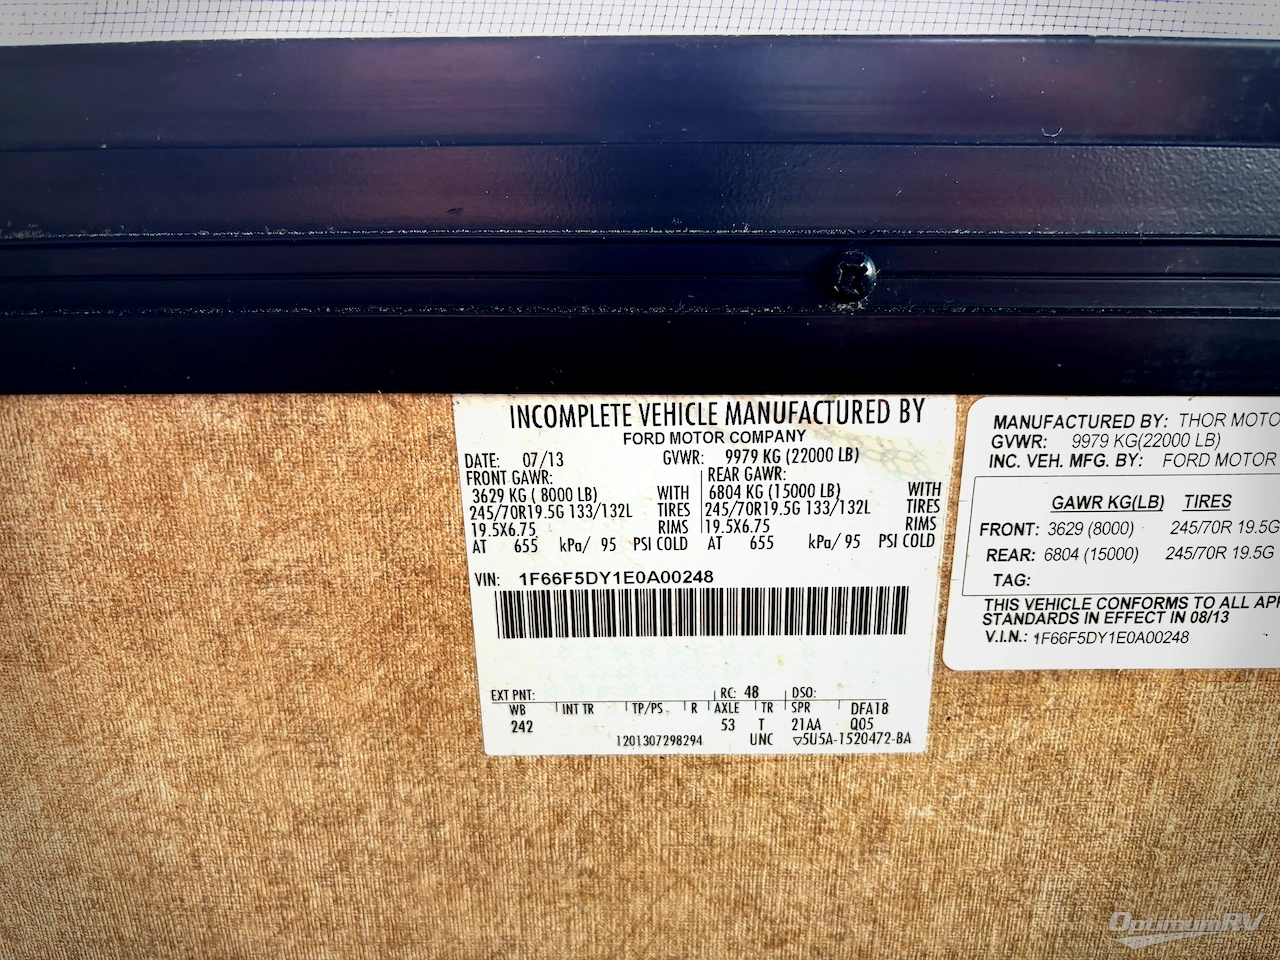 INCOMPLETE VEHICLE MANUFACTURED BY
FORD MOTOR COMPANY
DATE: 07/13 GVWR: 9979 KG (22000 LB)
FRONT GAWR: REAR GAWR:
3629 KG ( 8000 LB) WITH 6804 KG (15000 LB) WITH
245/70R19.5G 133/132L TIRES 245/70R19.5G 133/132L TIRES
19.5X6.75 RIMS 19.5X6.75 RIMS
AT 655 kPa/ 95 PSI COLD AT 655 kPa/ 95 PSI COLD
VIN: 1F66F5DY1E0A00248
EXT PNT: RC: 48 DSO:
WB INT TR TP/PS R AXLE TR SPR DFA18
242 53 T 21AA Q05
1201307298294 UNC ▽5U5A-1520472-BA
MANUFACTURED BY: THOR MOTO
GVWR: 9979 KG(22000 LB)
INC. VEH. MFG. BY: FORD MOTOR
GAWR KG(LB) TIRES
FRONT: 3629 (8000) 245/70R 19.5G
REAR: 6804 (15000) 245/70R 19.5G
TAG:
THIS VEHICLE CONFORMS TO ALL APP
STANDARDS IN EFFECT IN 08/13
V.I.N.: 1F66F5DY1E0A00248
OptimumRV